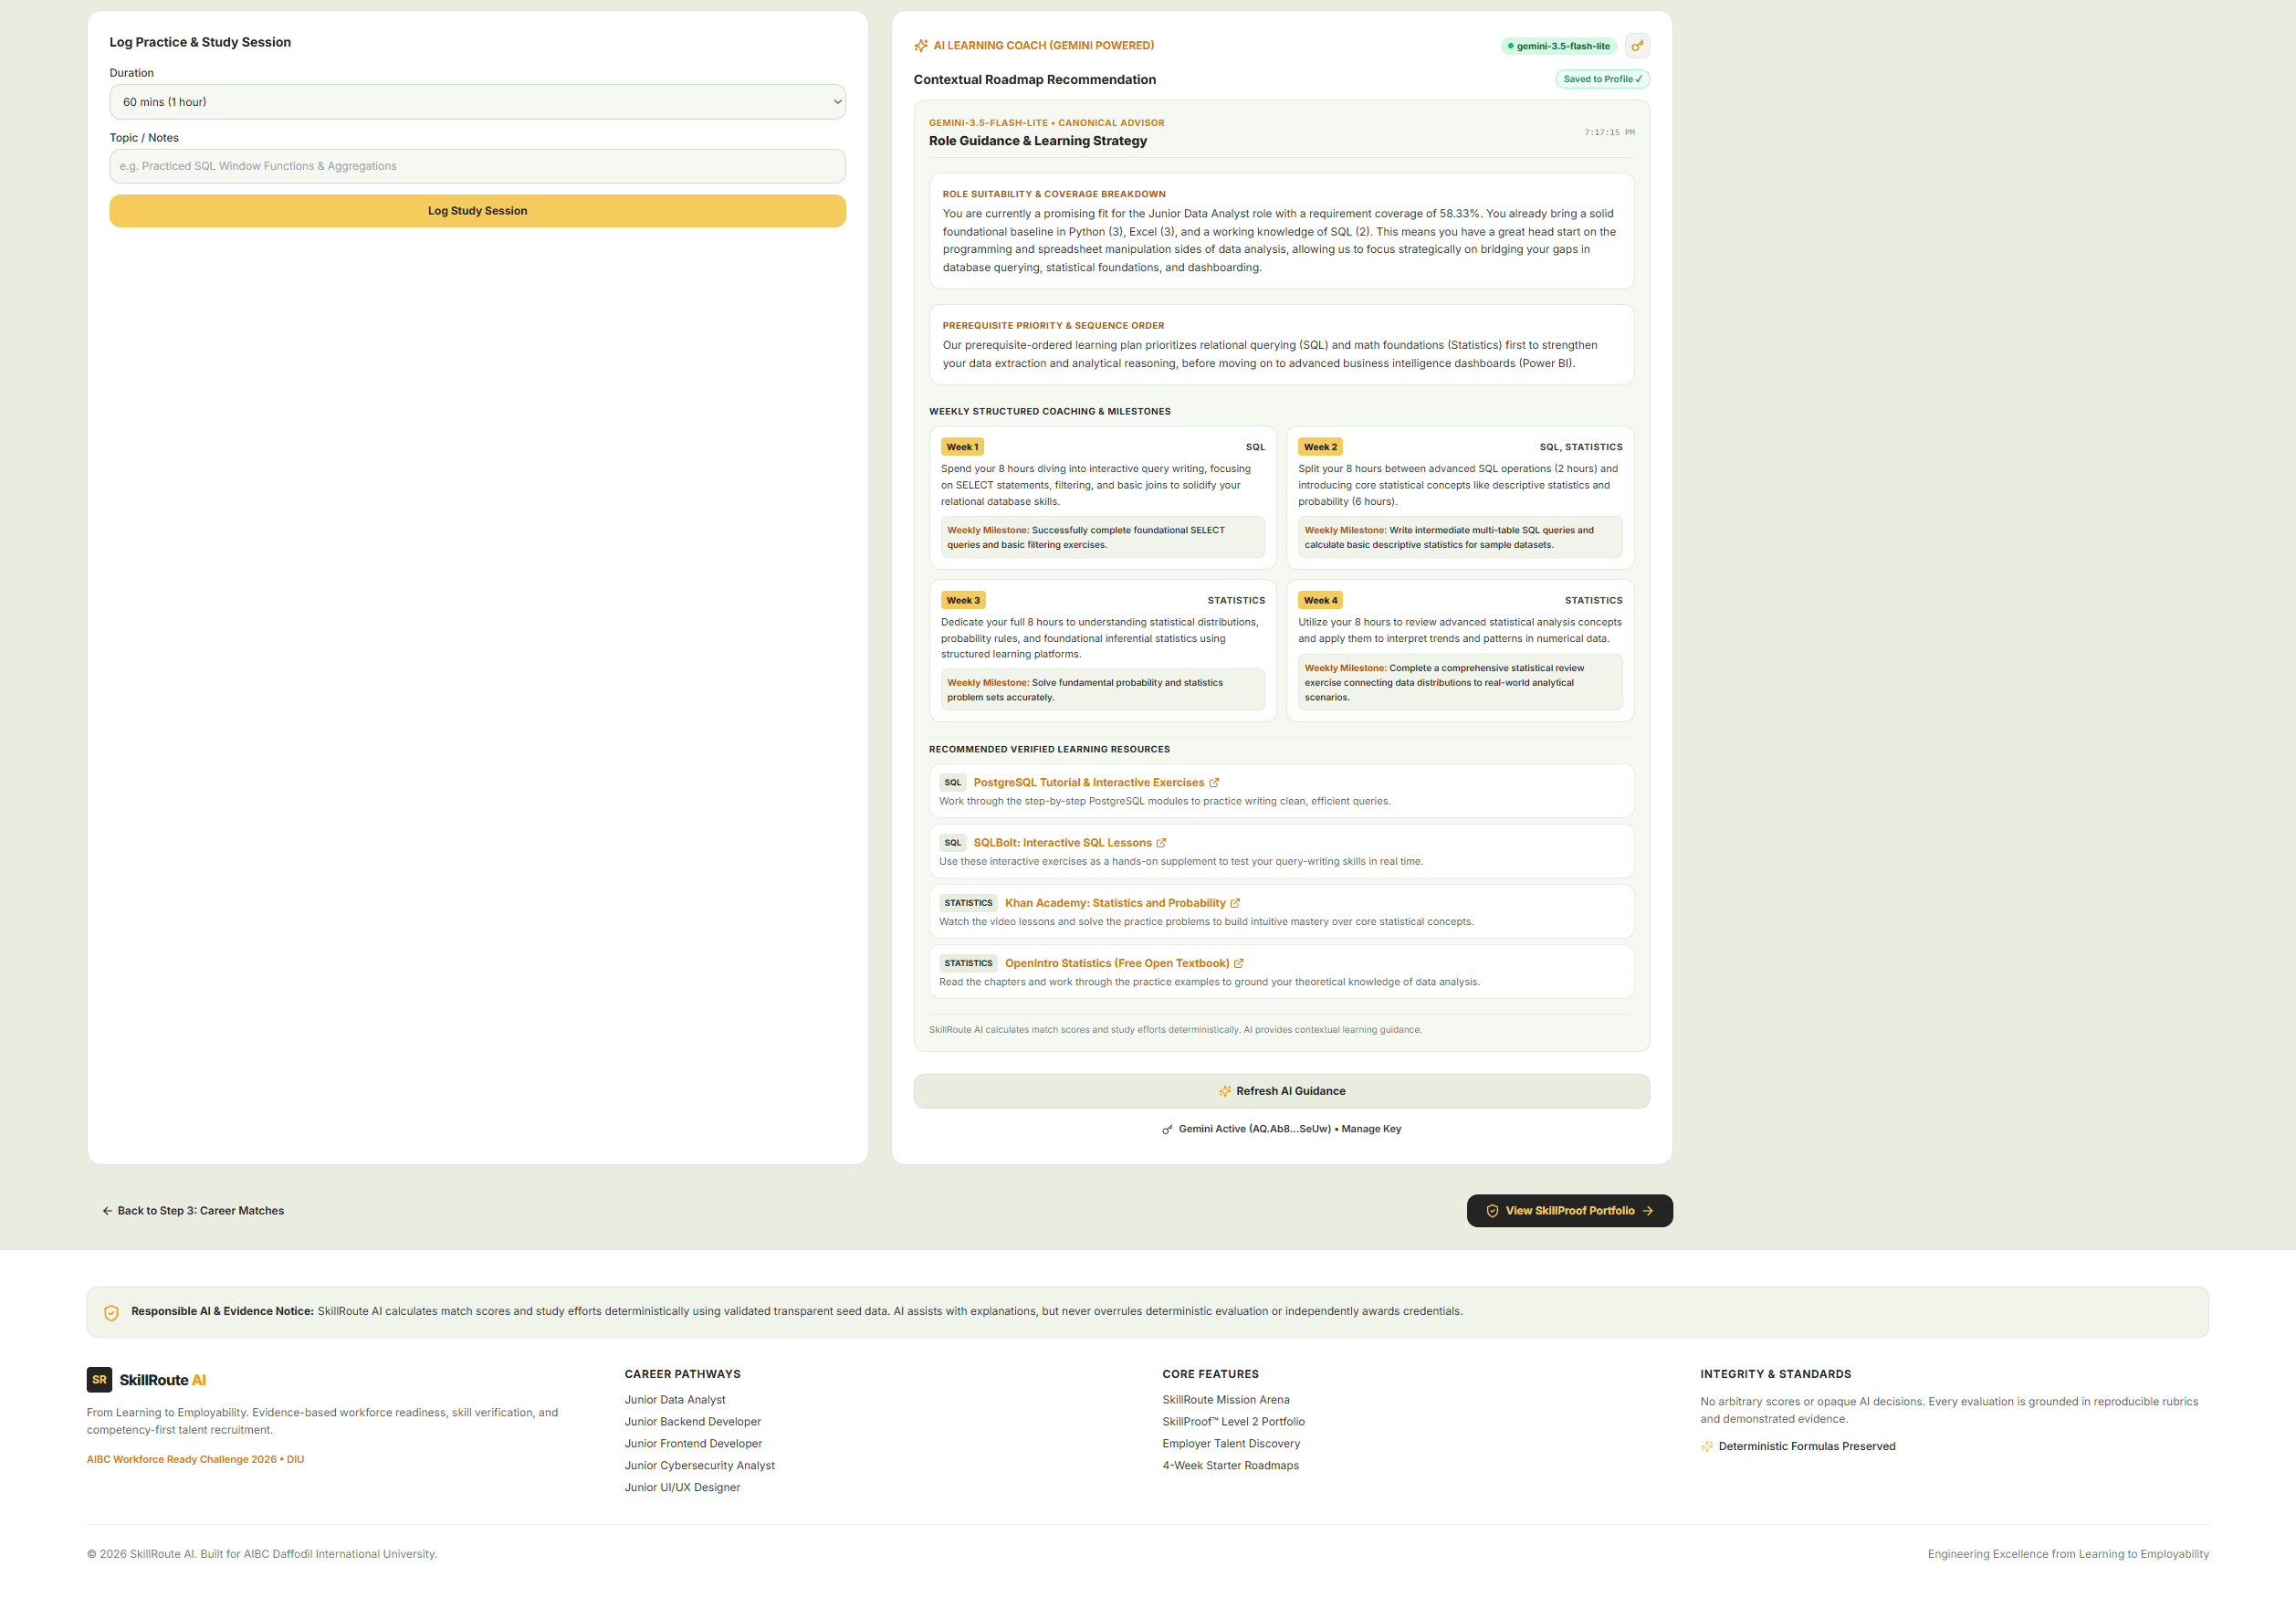 Log Practice & Study Session
Duration
60 mins (1 hour)
Topic / Notes
e.g. Practiced SQL Window Functions & Aggregations
Log Study Session
AI LEARNING COACH (GEMINI POWERED)
gemini-3.5-flash-lite
Contextual Roadmap Recommendation
Saved to Profile ✓
GEMINI-3.5-FLASH-LITE • CANONICAL ADVISOR
Role Guidance & Learning Strategy
7:17:15 PM
ROLE SUITABILITY & COVERAGE BREAKDOWN
You are currently a promising fit for the Junior Data Analyst role with a requirement coverage of 58.33%. You already bring a solid
foundational baseline in Python (3), Excel (3), and a working knowledge of SQL (2). This means you have a great head start on the
programming and spreadsheet manipulation sides of data analysis, allowing us to focus strategically on bridging your gaps in
database querying, statistical foundations, and dashboarding.
PREREQUISITE PRIORITY & SEQUENCE ORDER
Our prerequisite-ordered learning plan prioritizes relational querying (SQL) and math foundations (Statistics) first to strengthen
your data extraction and analytical reasoning, before moving on to advanced business intelligence dashboards (Power BI).
WEEKLY STRUCTURED COACHING & MILESTONES
Week 1
SQL
Spend your 8 hours diving into interactive query writing, focusing
on SELECT statements, filtering, and basic joins to solidify your
relational database skills.
Weekly Milestone: Successfully complete foundational SELECT
queries and basic filtering exercises.
Week 2
SQL, STATISTICS
Split your 8 hours between advanced SQL operations (2 hours) and
introducing core statistical concepts like descriptive statistics and
probability (6 hours).
Weekly Milestone: Write intermediate multi-table SQL queries and
calculate basic descriptive statistics for sample datasets.
Week 3
STATISTICS
Dedicate your full 8 hours to understanding statistical distributions,
probability rules, and foundational inferential statistics using
structured learning platforms.
Weekly Milestone: Solve fundamental probability and statistics
problem sets accurately.
Week 4
STATISTICS
Utilize your 8 hours to review advanced statistical analysis concepts
and apply them to interpret trends and patterns in numerical data.
Weekly Milestone: Complete a comprehensive statistical review
exercise connecting data distributions to real-world analytical
scenarios.
RECOMMENDED VERIFIED LEARNING RESOURCES
SQL PostgreSQL Tutorial & Interactive Exercises
Work through the step-by-step PostgreSQL modules to practice writing clean, efficient queries.
SQL SQLBolt: Interactive SQL Lessons
Use these interactive exercises as a hands-on supplement to test your query-writing skills in real time.
STATISTICS Khan Academy: Statistics and Probability
Watch the video lessons and solve the practice problems to build intuitive mastery over core statistical concepts.
STATISTICS OpenIntro Statistics (Free Open Textbook)
Read the chapters and work through the practice examples to ground your theoretical knowledge of data analysis.
SkillRoute AI calculates match scores and study efforts deterministically. AI provides contextual learning guidance.
Refresh AI Guidance
Gemini Active (AQ.Ab8...SeUw) • Manage Key
← Back to Step 3: Career Matches
View SkillProof Portfolio →
Responsible AI & Evidence Notice: SkillRoute AI calculates match scores and study efforts deterministically using validated transparent seed data. AI assists with explanations, but never overrules deterministic evaluation or independently awards credentials.
SR SkillRoute AI
From Learning to Employability. Evidence-based workforce readiness, skill verification, and
competency-first talent recruitment.
AIBC Workforce Ready Challenge 2026 • DIU
CAREER PATHWAYS
Junior Data Analyst
Junior Backend Developer
Junior Frontend Developer
Junior Cybersecurity Analyst
Junior UI/UX Designer
CORE FEATURES
SkillRoute Mission Arena
SkillProof™ Level 2 Portfolio
Employer Talent Discovery
4-Week Starter Roadmaps
INTEGRITY & STANDARDS
No arbitrary scores or opaque AI decisions. Every evaluation is grounded in reproducible rubrics
and demonstrated evidence.
Deterministic Formulas Preserved
© 2026 SkillRoute AI. Built for AIBC Daffodil International University.
Engineering Excellence from Learning to Employability